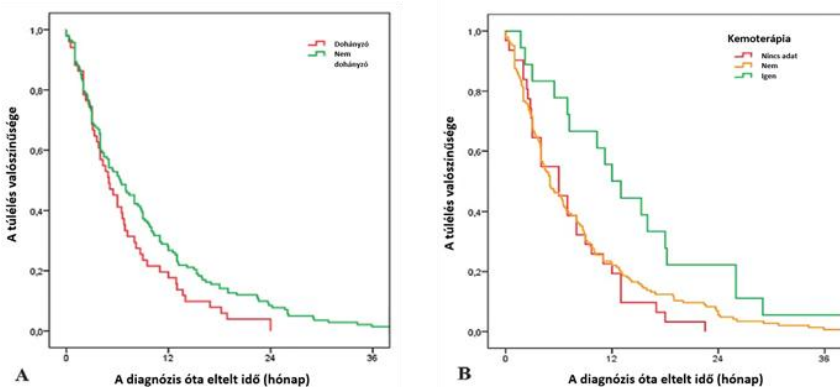 A túlélés valószínűsége
1,0
0,8
0,6
0,4
0,2
0,0
Dohányzó
Nem
dohányzó
0
12
24
36
A diagnózis óta eltelt idő (hónap)
A
A túlélés valószínűsége
1,0
0,8
0,6
0,4
0,2
0,0
Kemoterápia
Nincs adat
Nem
Igen
0
12
24
36
A diagnózis óta eltelt idő (hónap)
B